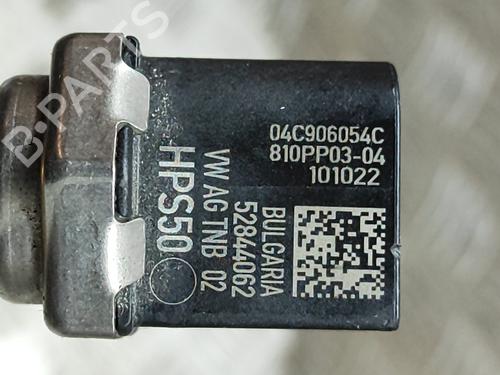 04C906054C
810PP03-04
101022
BULGARIA
52844062
VW AG TNB 02
HPS50
B-PARTS